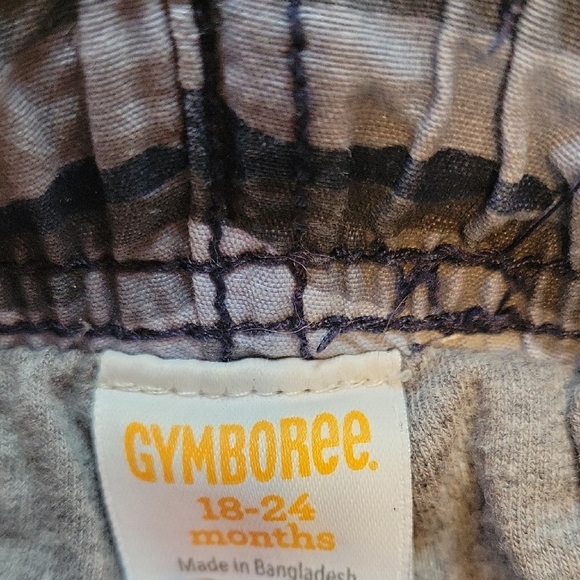 GYMBOREE.
18-24
months
Made in Bangladesh